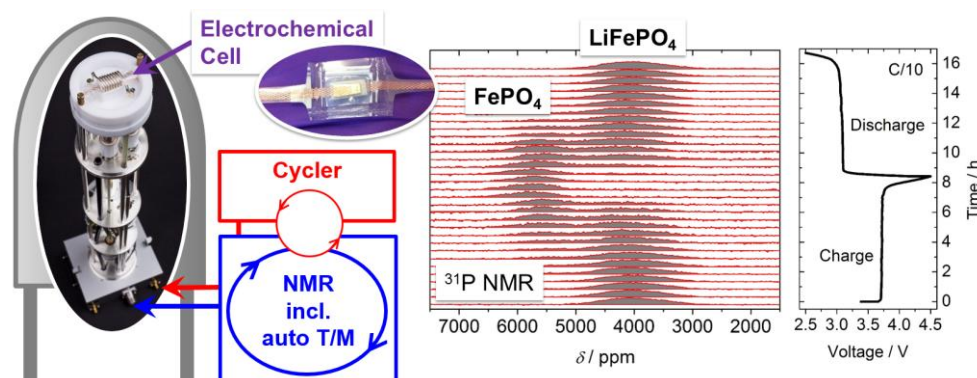 Electrochemical
Cell
Cycler
NMR
incl.
auto T/M
LiFePO₄
FePO₄
³¹P NMR
7000 6000 5000 4000 3000 2000
δ / ppm
C/10
Discharge
Charge
16
14
12
10
8
6
4
2
0
Time / h
2.5 3.0 3.5 4.0 4.5
Voltage / V